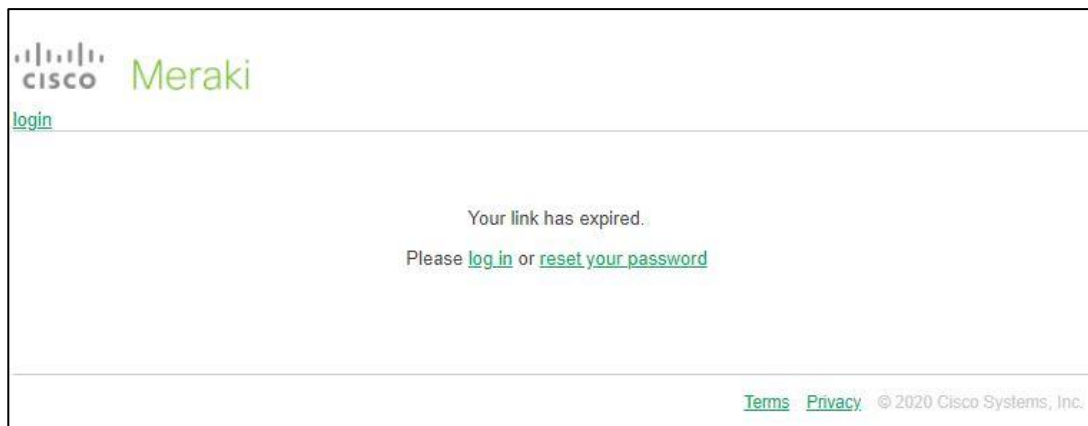 CISCO Meraki
login
Your link has expired.
Please log in or reset your password
Terms Privacy © 2020 Cisco Systems, Inc.